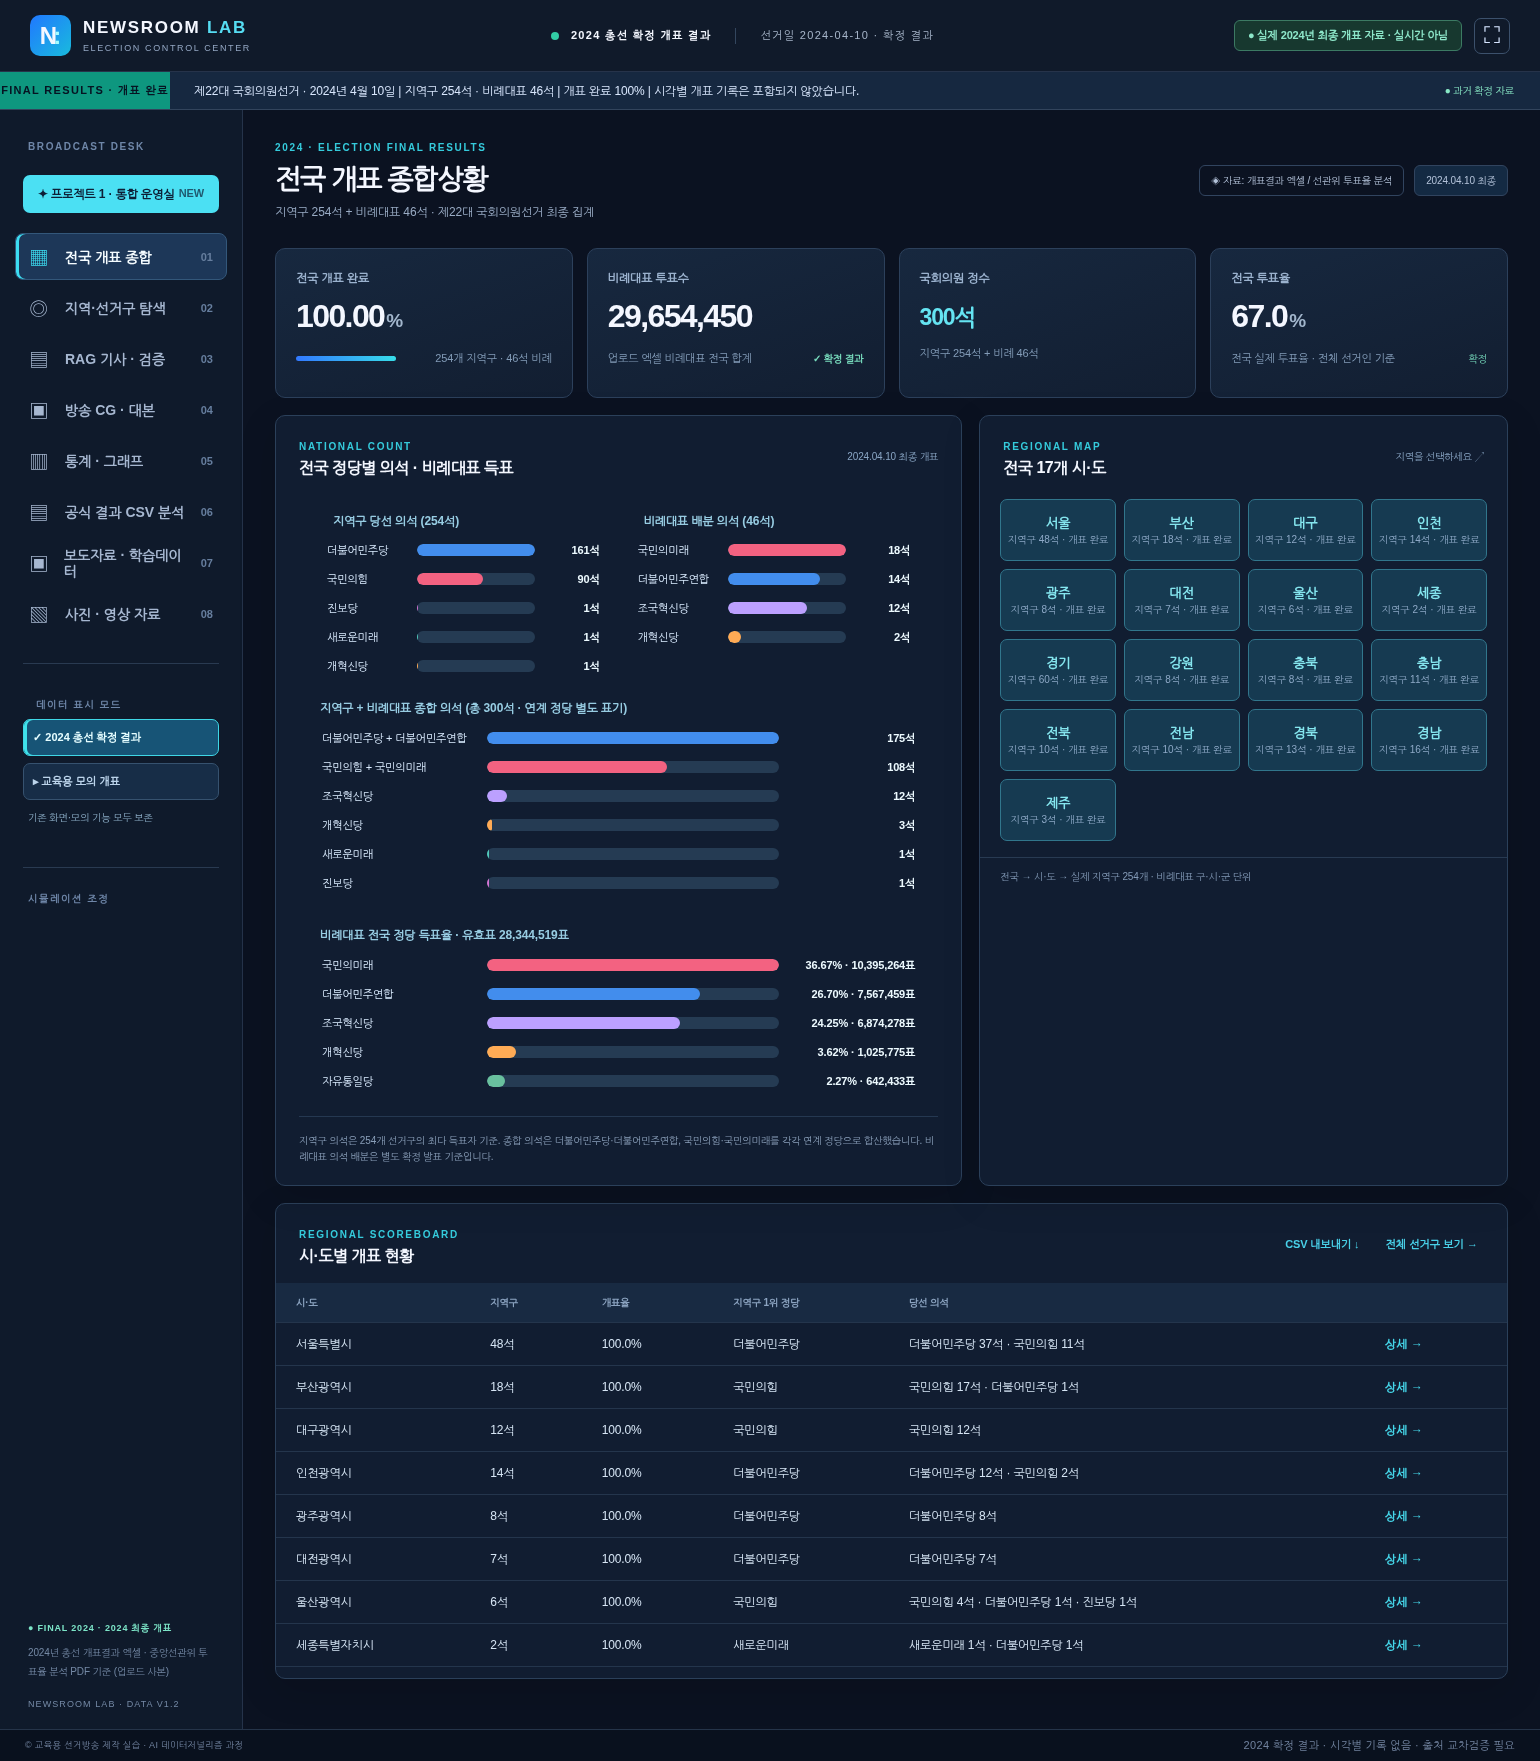 NEWSROOM LAB
ELECTION CONTROL CENTER
2024 총선 확정 개표 결과
선거일 2024-04-10 · 확정 결과
● 실제 2024년 최종 개표 자료 · 실시간 아님
FINAL RESULTS · 개표 완료
제22대 국회의원선거 · 2024년 4월 10일 | 지역구 254석 · 비례대표 46석 | 개표 완료 100% | 시각별 개표 기록은 포함되지 않았습니다.
● 과거 확정 자료
BROADCAST DESK
✦ 프로젝트 1 · 통합 운영실 NEW
전국 개표 종합 01
지역·선거구 탐색 02
RAG 기사 · 검증 03
방송 CG · 대본 04
통계 · 그래프 05
공식 결과 CSV 분석 06
보도자료 · 학습데이
터 07
사진 · 영상 자료 08
데이터 표시 모드
✓ 2024 총선 확정 결과
▸ 교육용 모의 개표
기존 화면·모의 기능 모두 보존
시뮬레이션 조정
● FINAL 2024 · 2024 최종 개표
2024년 총선 개표결과 엑셀 · 중앙선관위 투
표율 분석 PDF 기준 (업로드 사본)
NEWSROOM LAB · DATA V1.2
2024 · ELECTION FINAL RESULTS
전국 개표 종합상황
지역구 254석 + 비례대표 46석 · 제22대 국회의원선거 최종 집계
◈ 자료: 개표결과 엑셀 / 선관위 투표율 분석
2024.04.10 최종
전국 개표 완료
100.00%
254개 지역구 · 46석 비례
비례대표 투표수
29,654,450
업로드 엑셀 비례대표 전국 합계
✓ 확정 결과
국회의원 정수
300석
지역구 254석 + 비례 46석
전국 투표율
67.0%
전국 실제 투표율 · 전체 선거인 기준
확정
NATIONAL COUNT
전국 정당별 의석 · 비례대표 득표
2024.04.10 최종 개표
지역구 당선 의석 (254석)
더불어민주당 161석
국민의힘 90석
진보당 1석
새로운미래 1석
개혁신당 1석
비례대표 배분 의석 (46석)
국민의미래 18석
더불어민주연합 14석
조국혁신당 12석
개혁신당 2석
지역구 + 비례대표 종합 의석 (총 300석 · 연계 정당 별도 표기)
더불어민주당 + 더불어민주연합 175석
국민의힘 + 국민의미래 108석
조국혁신당 12석
개혁신당 3석
새로운미래 1석
진보당 1석
비례대표 전국 정당 득표율 · 유효표 28,344,519표
국민의미래 36.67% · 10,395,264표
더불어민주연합 26.70% · 7,567,459표
조국혁신당 24.25% · 6,874,278표
개혁신당 3.62% · 1,025,775표
자유통일당 2.27% · 642,433표
지역구 의석은 254개 선거구의 최다 득표자 기준. 종합 의석은 더불어민주당·더불어민주연합, 국민의힘·국민의미래를 각각 연계 정당으로 합산했습니다. 비
례대표 의석 배분은 별도 확정 발표 기준입니다.
REGIONAL MAP
전국 17개 시·도
지역을 선택하세요 ↗
서울
지역구 48석 · 개표 완료
부산
지역구 18석 · 개표 완료
대구
지역구 12석 · 개표 완료
인천
지역구 14석 · 개표 완료
광주
지역구 8석 · 개표 완료
대전
지역구 7석 · 개표 완료
울산
지역구 6석 · 개표 완료
세종
지역구 2석 · 개표 완료
경기
지역구 60석 · 개표 완료
강원
지역구 8석 · 개표 완료
충북
지역구 8석 · 개표 완료
충남
지역구 11석 · 개표 완료
전북
지역구 10석 · 개표 완료
전남
지역구 10석 · 개표 완료
경북
지역구 13석 · 개표 완료
경남
지역구 16석 · 개표 완료
제주
지역구 3석 · 개표 완료
전국 → 시·도 → 실제 지역구 254개 · 비례대표 구·시·군 단위
REGIONAL SCOREBOARD
시·도별 개표 현황
CSV 내보내기 ↓
전체 선거구 보기 →
시·도 지역구 개표율 지역구 1위 정당 당선 의석
서울특별시 48석 100.0% 더불어민주당 더불어민주당 37석 · 국민의힘 11석 상세 →
부산광역시 18석 100.0% 국민의힘 국민의힘 17석 · 더불어민주당 1석 상세 →
대구광역시 12석 100.0% 국민의힘 국민의힘 12석 상세 →
인천광역시 14석 100.0% 더불어민주당 더불어민주당 12석 · 국민의힘 2석 상세 →
광주광역시 8석 100.0% 더불어민주당 더불어민주당 8석 상세 →
대전광역시 7석 100.0% 더불어민주당 더불어민주당 7석 상세 →
울산광역시 6석 100.0% 국민의힘 국민의힘 4석 · 더불어민주당 1석 · 진보당 1석 상세 →
세종특별자치시 2석 100.0% 새로운미래 새로운미래 1석 · 더불어민주당 1석 상세 →
© 교육용 선거방송 제작 실습 · AI 데이터저널리즘 과정
2024 확정 결과 · 시각별 기록 없음 · 출처 교차검증 필요